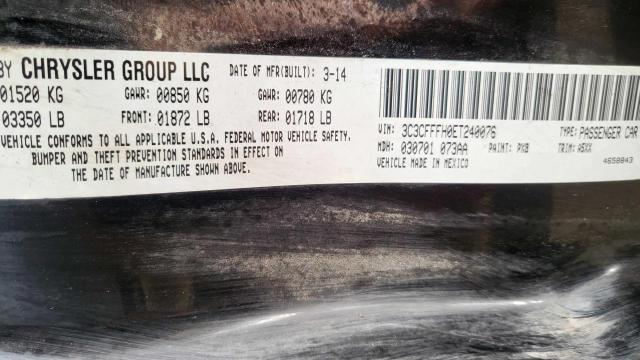 BY CHRYSLER GROUP LLC DATE OF MFR(BUILT): 3-14
01520 KG GAWR: 00850 KG GAWR: 00780 KG
03350 LB FRONT: 01872 LB REAR: 01718 LB
VEHICLE CONFORMS TO ALL APPLICABLE U.S.A. FEDERAL MOTOR VEHICLE SAFETY,
BUMPER AND THEFT PREVENTION STANDARDS IN EFFECT ON
THE DATE OF MANUFACTURE SHOWN ABOVE.
VIN: 3C3CFFFH0ET240076 TYPE: PASSENGER CAR
MDH: 030701 073AA PAINT: PXB TRIM: A5XX
VEHICLE MADE IN MEXICO 4658843